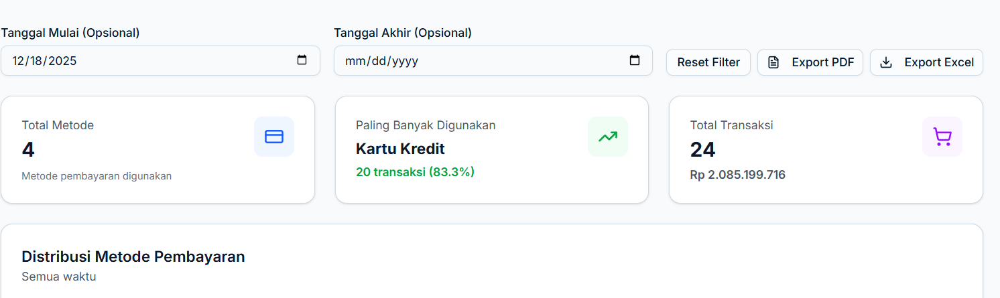 Tanggal Mulai (Opsional)
12/18/2025
Tanggal Akhir (Opsional)
mm/dd/yyyy
Reset Filter
Export PDF
Export Excel
Total Metode
4
Metode pembayaran digunakan
Paling Banyak Digunakan
Kartu Kredit
20 transaksi (83.3%)
Total Transaksi
24
Rp 2.085.199.716
Distribusi Metode Pembayaran
Semua waktu